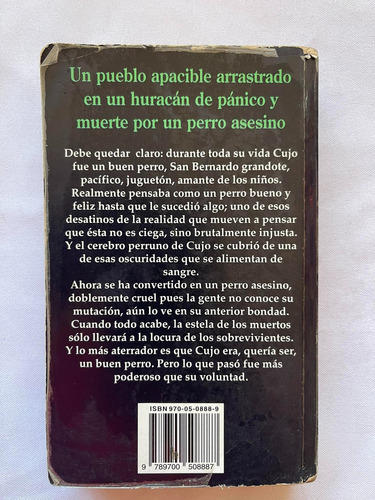 Un pueblo apacible arrastrado
en un huracán de pánico y
muerte por un perro asesino
Debe quedar claro: durante toda su vida Cujo
fue un buen perro, San Bernardo grandote,
pacífico, juguetón, amante de los niños.
Realmente pensaba como un perro bueno y
feliz hasta que le sucedió algo; uno de esos
desatinos de la realidad que mueven a pensar
que ésta no es ciega, sino brutalmente injusta.
Y el cerebro perruno de Cujo se cubrió de una
de esas oscuridades que se alimentan de
sangre.
Ahora se ha convertido en un perro asesino,
doblemente cruel pues la gente no conoce su
mutación, aún lo ve en su anterior bondad.
Cuando todo acabe, la estela de los muertos
sólo llevará a la locura de los sobrevivientes.
Y lo más aterrador es que Cujo era, quería ser,
un buen perro. Pero lo que pasó fue más
poderoso que su voluntad.
ISBN 970-05-0888-9
9 789700 508887